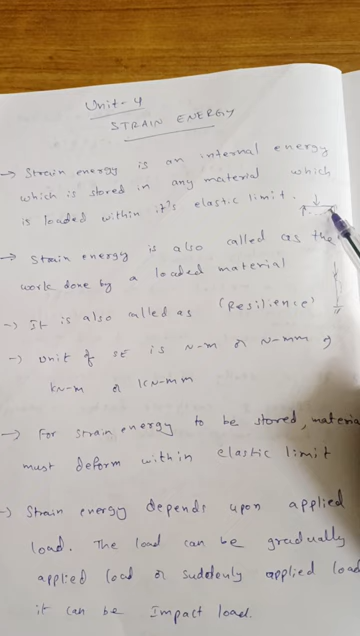 Unit-4
STRAIN ENERGY
→ Strain energy is an internal energy
which is stored in any material which
is loaded within it's elastic limit.
→ Strain energy is also called as the
work done by a loaded material
→ It is also called as (Resilience)
→ Unit of SE is N-m or N-mm or
KN-m or KN-mm
→ For strain energy to be stored, material
must deform within elastic limit
→ Strain energy depends upon applied
load. The load can be gradually
applied load or suddenly applied load
it can be Impact load.